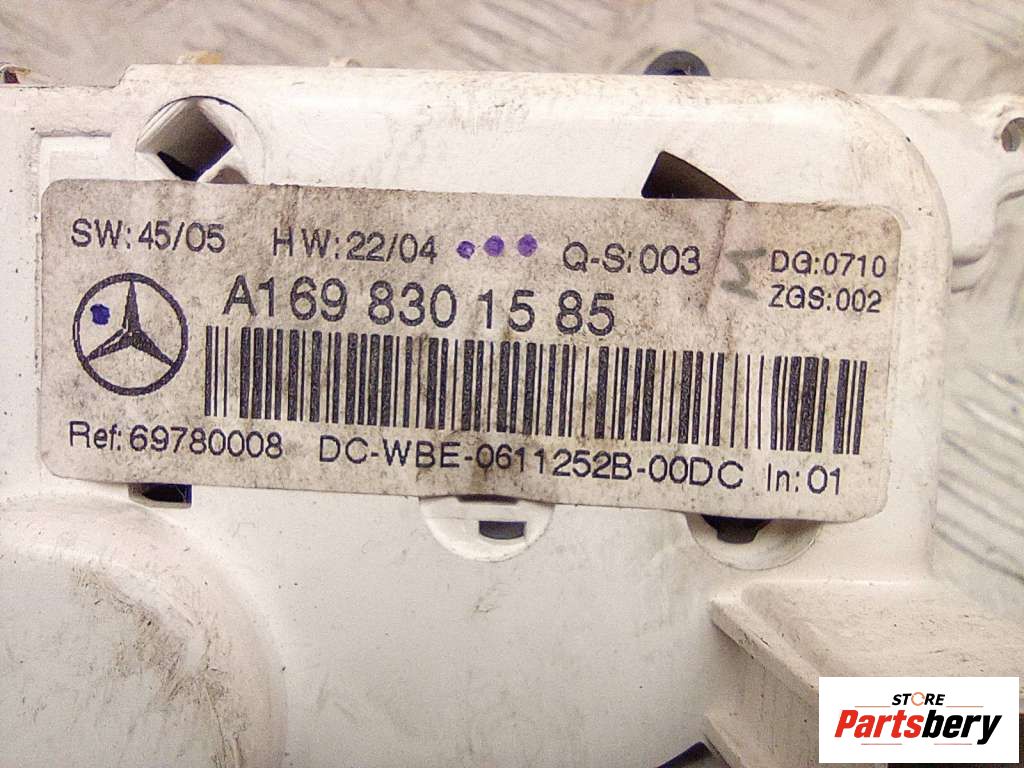 SW:45/05 HW:22/04 Q-S:003 DG:0710
ZGS:002
A169 830 15 85
Ref:69780008 DC-WBE-0611252B-00DC In:01
M
STORE
Partsbery